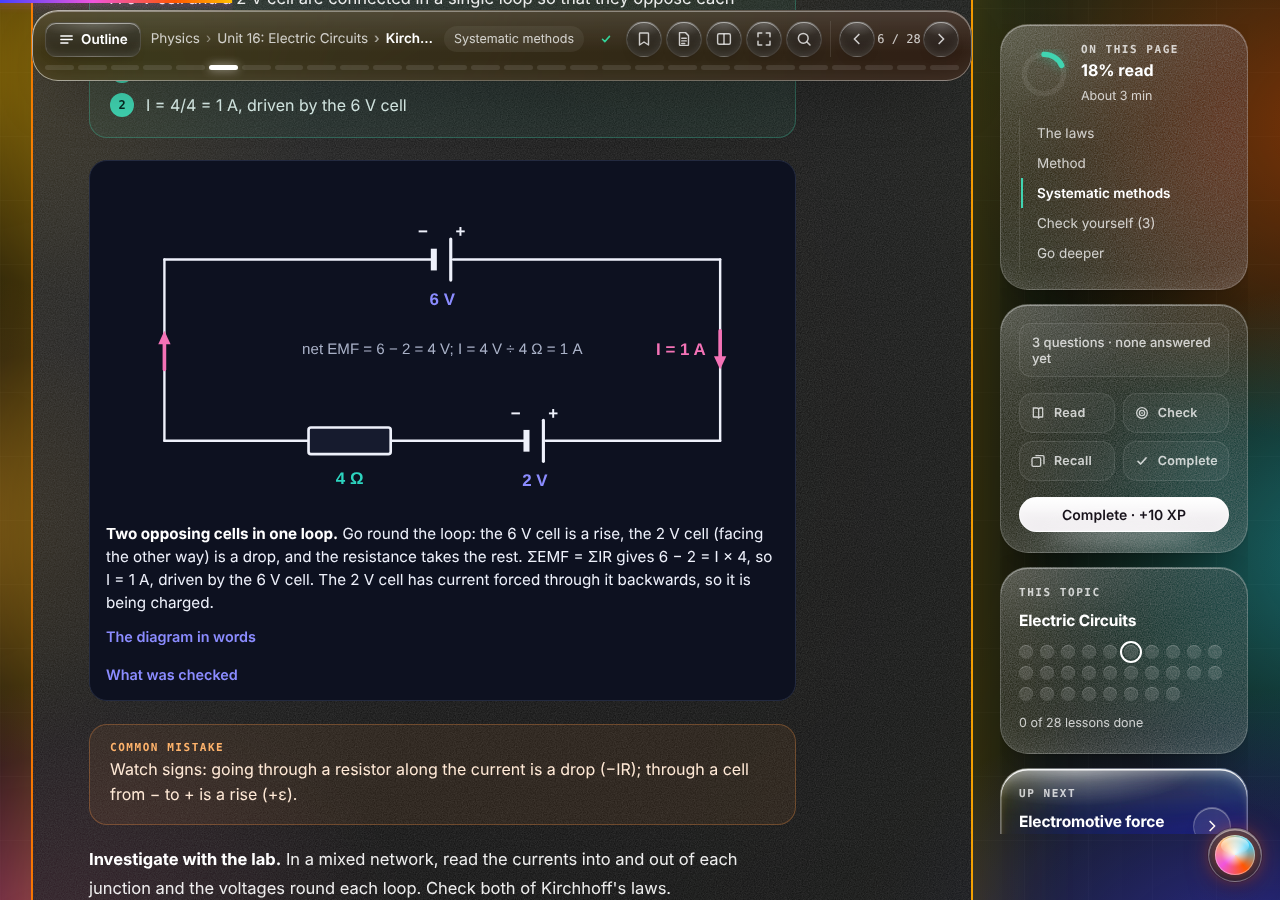 Outline
Physics › Unit 16: Electric Circuits › Kirch...
Systematic methods
6 / 28
2 I = 4/4 = 1 A, driven by the 6 V cell
− +
6 V
net EMF = 6 − 2 = 4 V; I = 4 V ÷ 4 Ω = 1 A
I = 1 A
− +
4 Ω
2 V
Two opposing cells in one loop. Go round the loop: the 6 V cell is a rise, the 2 V cell (facing
the other way) is a drop, and the resistance takes the rest. ΣEMF = ΣIR gives 6 − 2 = I × 4, so
I = 1 A, driven by the 6 V cell. The 2 V cell has current forced through it backwards, so it is
being charged.
The diagram in words
What was checked
COMMON MISTAKE
Watch signs: going through a resistor along the current is a drop (−IR); through a cell
from − to + is a rise (+ε).
Investigate with the lab. In a mixed network, read the currents into and out of each
junction and the voltages round each loop. Check both of Kirchhoff's laws.
ON THIS PAGE
18% read
About 3 min
The laws
Method
Systematic methods
Check yourself (3)
Go deeper
3 questions · none answered
yet
Read
Check
Recall
Complete
Complete · +10 XP
THIS TOPIC
Electric Circuits
0 of 28 lessons done
UP NEXT
Electromotive force